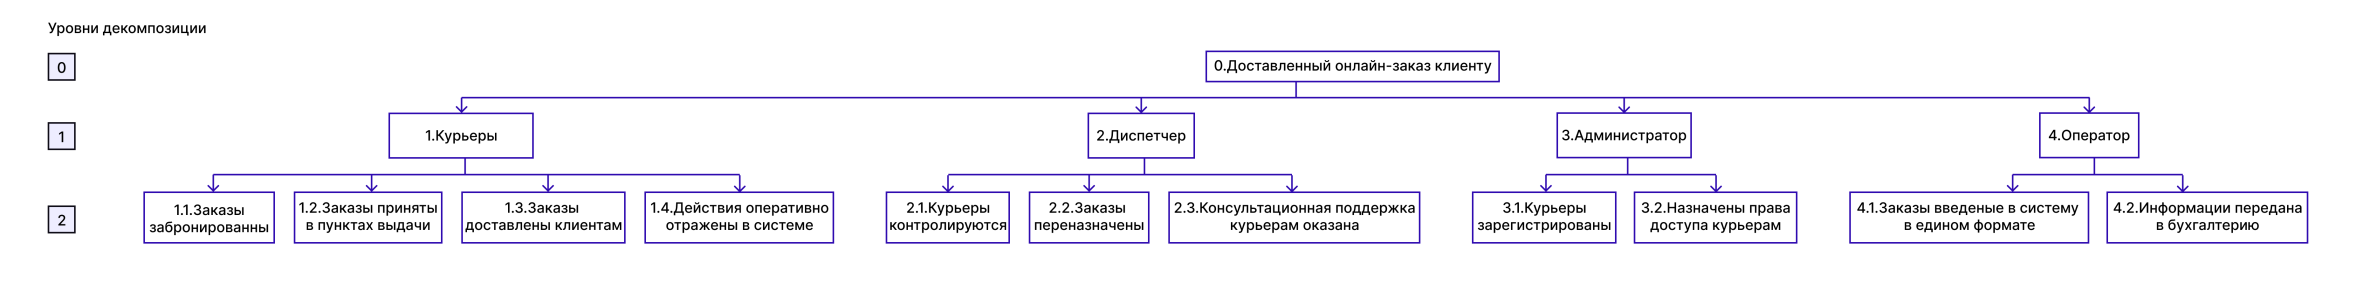 Уровни декомпозиции
0
0.Доставленный онлайн-заказ клиенту
1
1.Курьеры
2.Диспетчер
3.Администратор
4.Оператор
2
1.1.Заказы
забронированны
1.2.Заказы приняты
в пунктах выдачи
1.3.Заказы
доставлены клиентам
1.4.Действия оперативно
отражены в системе
2.1.Курьеры
контролируются
2.2.Заказы
переназначены
2.3.Консультационная поддержка
курьерам оказана
3.1.Курьеры
зарегистрированы
3.2.Назначены права
доступа курьерам
4.1.Заказы введеные в систему
в едином формате
4.2.Информации передана
в бухгалтерию